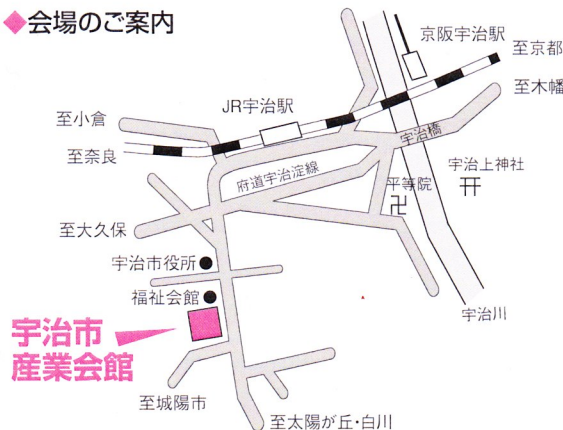 ◆会場のご案内
京阪宇治駅
至京都
至木幡
JR宇治駅
至小倉
至奈良
宇治橋
宇治上神社
府道宇治淀線
平等院
至大久保
宇治市役所
福祉会館
宇治川
宇治市
産業会館
至城陽市
至太陽が丘・白川